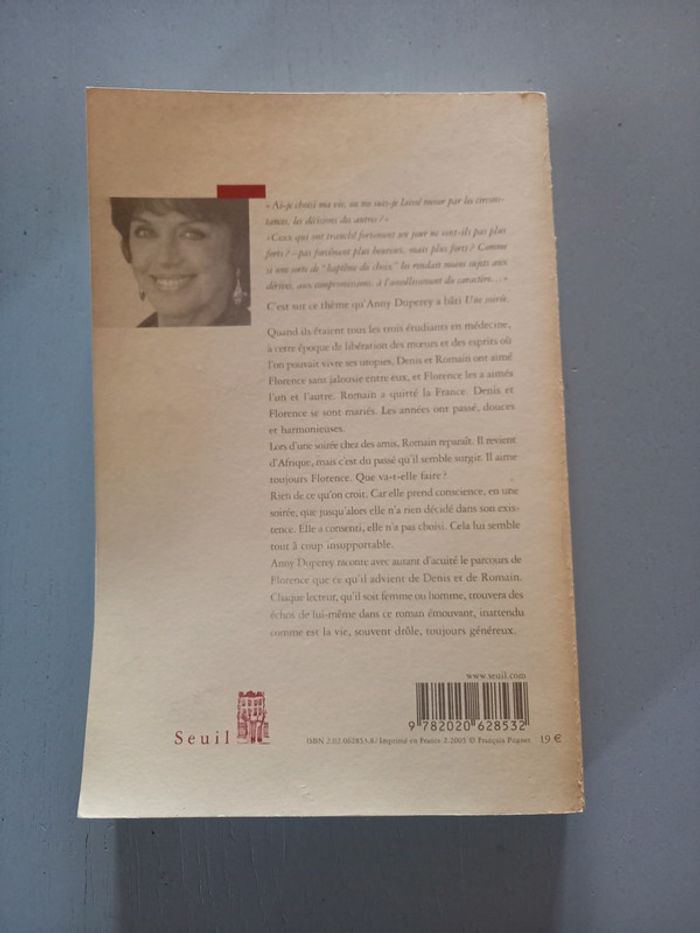 « Ai-je choisi ma vie, ou me suis-je laissé mener par les circons-
tances, les décisions des autres ? »
« Ceux qui ont tranché fortement un jour ne sont-ils pas plus
forts ? – pas forcément plus heureux, mais plus forts ? Comme
si une sorte de "baptême du choix" les rendait moins sujets aux
dérives, aux compromissions, à l'amollissement du caractère... »
C'est sur ce thème qu'Anny Duperey a bâti Une soirée.
Quand ils étaient tous les trois étudiants en médecine,
à cette époque de libération des mœurs et des esprits où
l'on pouvait vivre ses utopies, Denis et Romain ont aimé
Florence sans jalousie entre eux, et Florence les a aimés
l'un et l'autre. Romain a quitté la France. Denis et
Florence se sont mariés. Les années ont passé, douces
et harmonieuses.
Lors d'une soirée chez des amis, Romain reparaît. Il revient
d'Afrique, mais c'est du passé qu'il semble surgir. Il aime
toujours Florence. Que va-t-elle faire ?
Rien de ce qu'on croit. Car elle prend conscience, en une
soirée, que jusqu'alors elle n'a rien décidé dans son exis-
tence. Elle a consenti, elle n'a pas choisi. Cela lui semble
tout à coup insupportable.
Anny Duperey raconte avec autant d'acuité le parcours de
Florence que ce qu'il advient de Denis et de Romain.
Chaque lecteur, qu'il soit femme ou homme, trouvera des
échos de lui-même dans ce roman émouvant, inattendu
comme est la vie, souvent drôle, toujours généreux.
www.seuil.com
9 782020 628532
Seuil
ISBN 2.02.062853.8 / Imprimé en France 2.2005 © François Pugnet 19 €